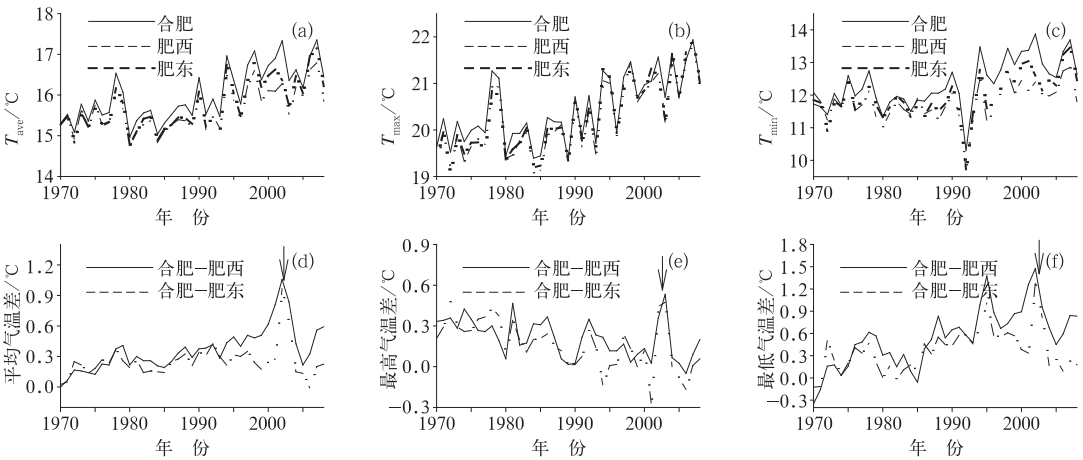 18
17
16
15
14
T_ave/℃
合肥
肥西
肥东
(a)
1970 1980 1990 2000
年 份
22
21
20
19
T_max/℃
合肥
肥西
肥东
(b)
1970 1980 1990 2000
年 份
14
13
12
11
10
T_min/℃
合肥
肥西
肥东
(c)
1970 1980 1990 2000
年 份
1.2
0.9
0.6
0.3
0.0
平均气温差/℃
合肥−肥西
合肥−肥东
(d)
1970 1980 1990 2000
年 份
0.9
0.6
0.3
0.0
−0.3
最高气温差/℃
合肥−肥西
合肥−肥东
(e)
1970 1980 1990 2000
年 份
1.8
1.5
1.2
0.9
0.6
0.3
0.0
−0.3
最低气温差/℃
合肥−肥西
合肥−肥东
(f)
1970 1980 1990 2000
年 份